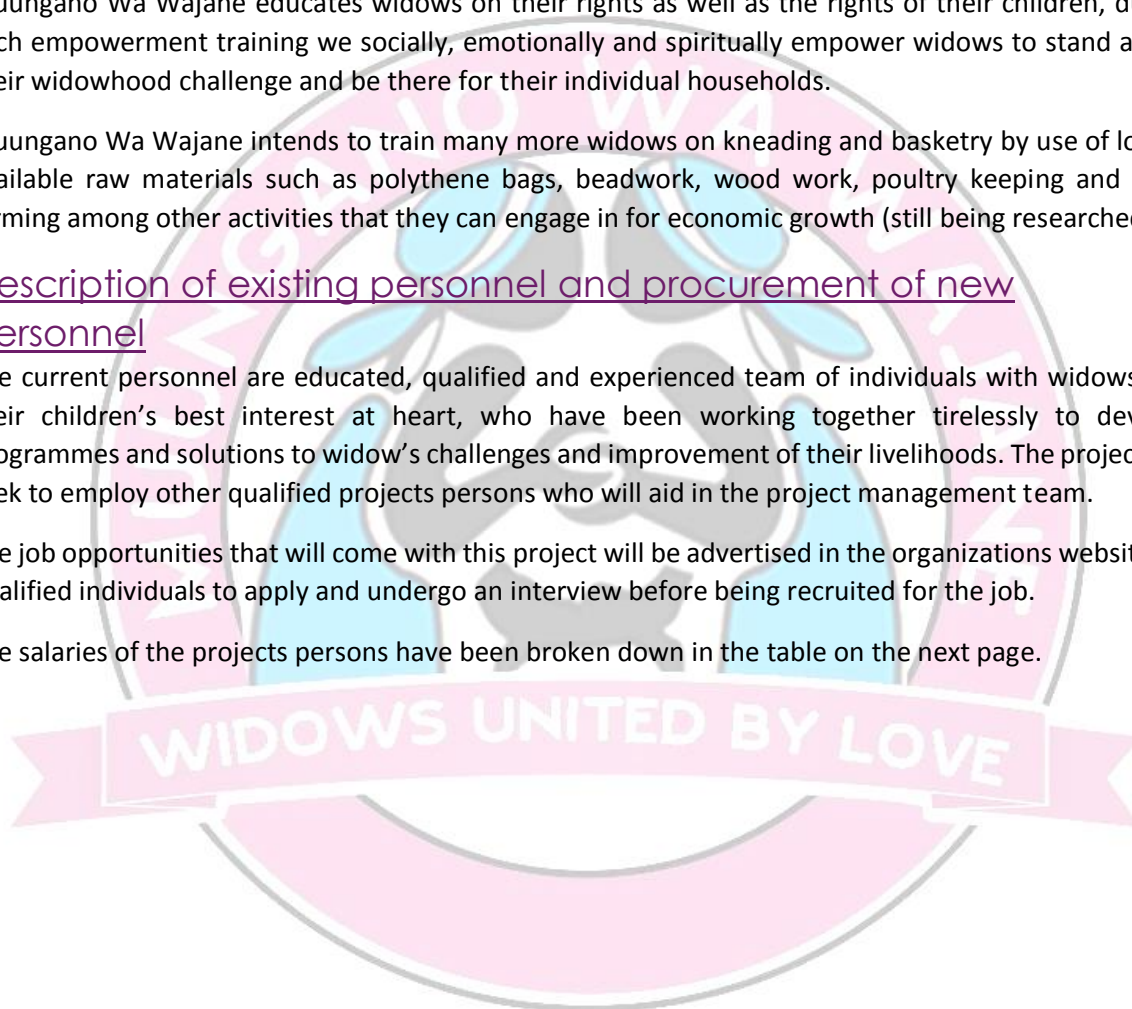 uungano Wa Wajane educates widows on their rights as well as the rights of their children, du
ch empowerment training we socially, emotionally and spiritually empower widows to stand a
eir widowhood challenge and be there for their individual households.
uungano Wa Wajane intends to train many more widows on kneading and basketry by use of lo
ailable raw materials such as polythene bags, beadwork, wood work, poultry keeping and
rming among other activities that they can engage in for economic growth (still being researched
escription of existing personnel and procurement of new
ersonnel
e current personnel are educated, qualified and experienced team of individuals with widows
eir children’s best interest at heart, who have been working together tirelessly to dev
ogrammes and solutions to widow’s challenges and improvement of their livelihoods. The projec
ek to employ other qualified projects persons who will aid in the project management team.
e job opportunities that will come with this project will be advertised in the organizations websit
alified individuals to apply and undergo an interview before being recruited for the job.
e salaries of the projects persons have been broken down in the table on the next page.
MUUNGANO WA WAJANE
WIDOWS UNITED BY LOVE